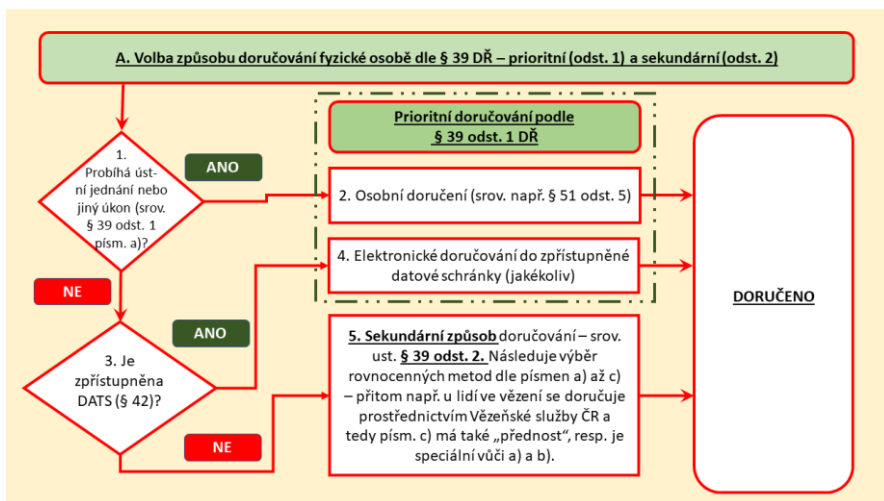 A. Volba způsobu doručování fyzické osobě dle § 39 DŘ – prioritní (odst. 1) a sekundární (odst. 2)
Prioritní doručování podle
§ 39 odst. 1 DŘ
1.
Probíhá úst-
ní jednání nebo
jiný úkon (srov.
§ 39 odst. 1
písm. a)?
ANO
2. Osobní doručení (srov. např. § 51 odst. 5)
4. Elektronické doručování do zpřístupněné
datové schránky (jakékoliv)
NE
ANO
3. Je
zpřístupněna
DATS (§ 42)?
NE
5. Sekundární způsob doručování – srov.
ust. § 39 odst. 2. Následuje výběr
rovnocenných metod dle písmen a) až c)
– přitom např. u lidí ve vězení se doručuje
prostřednictvím Vězeňské služby ČR a
tedy písm. c) má také „přednost“, resp. je
speciální vůči a) a b).
DORUČENO